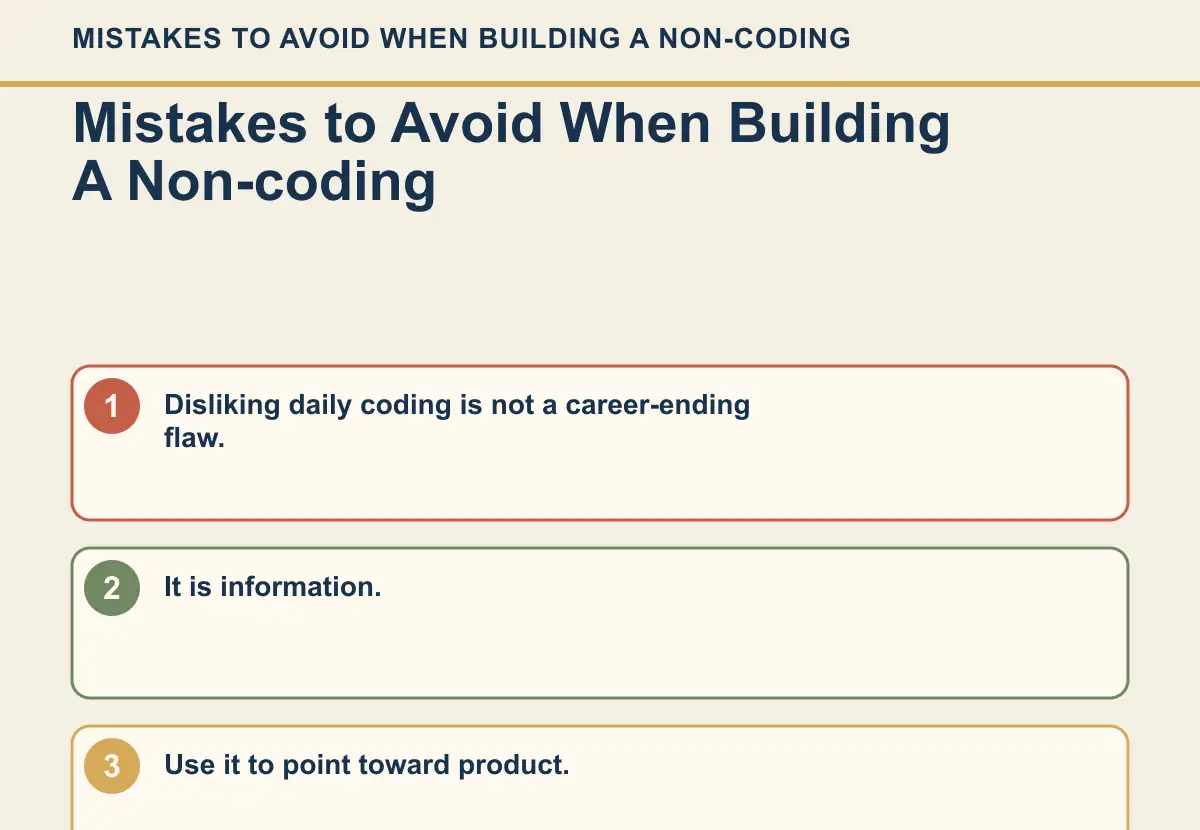 MISTAKES TO AVOID WHEN BUILDING A NON-CODING
Mistakes to Avoid When Building
A Non-coding
1
Disliking daily coding is not a career-ending
flaw.
2
It is information.
3
Use it to point toward product.